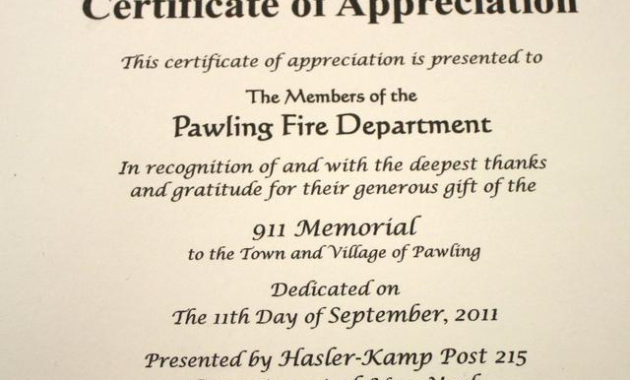 Certificate of Appreciation
This certificate of appreciation is presented to
The Members of the
Pawling Fire Department
In recognition of and with the deepest thanks
and gratitude for their generous gift of the
911 Memorial
to the Town and Village of Pawling
Dedicated on
The 11th Day of September, 2011
Presented by Hasler-Kamp Post 215